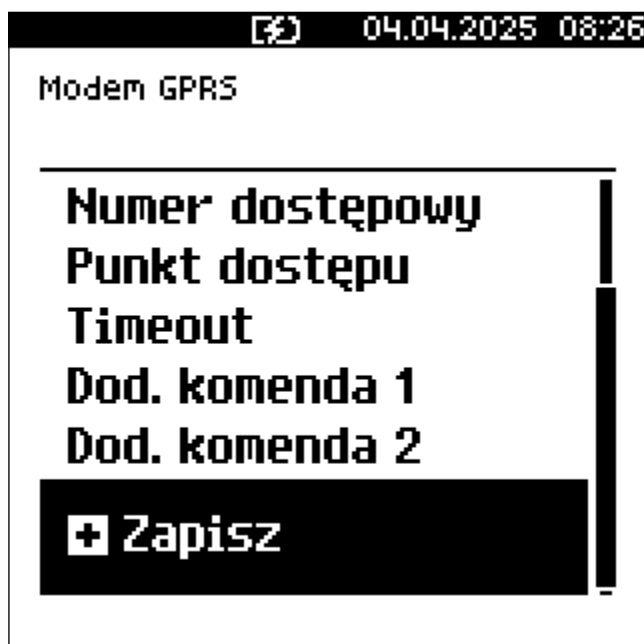 04.04.2025 08:26
Modem GPRS
Numer dostępowy
Punkt dostępu
Timeout
Dod. komenda 1
Dod. komenda 2
+ Zapisz